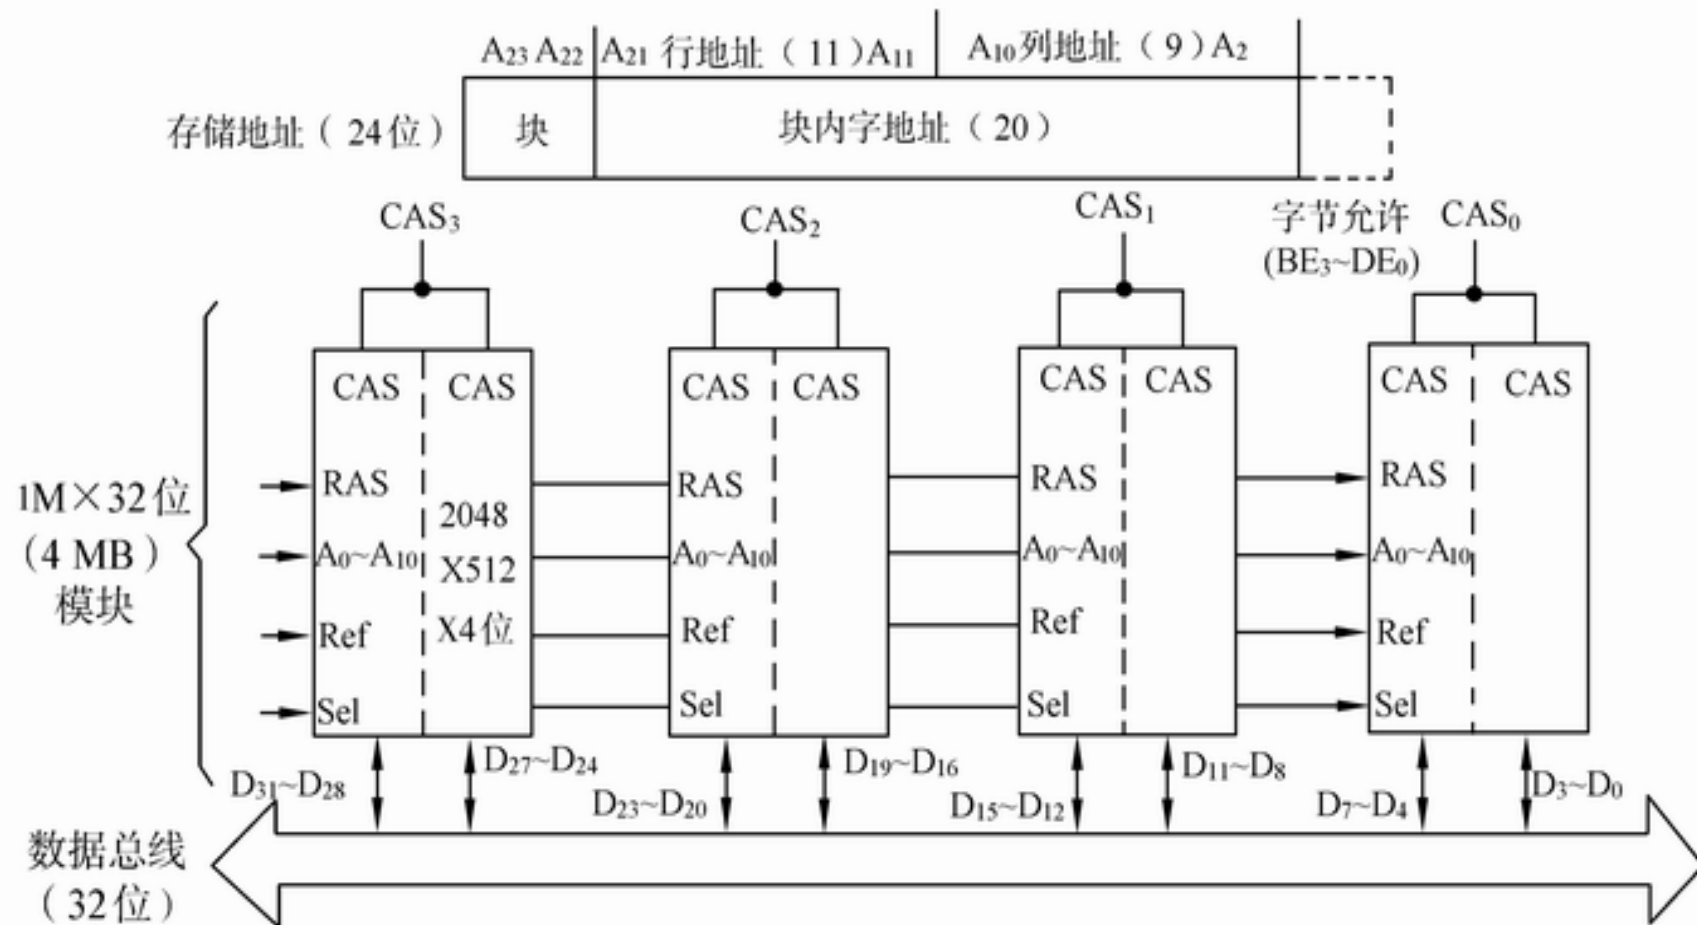 A23 A22 A21 行地址（11）A11 A10列地址（9）A2
存储地址（24位） 块 块内字地址（20）
CAS3 CAS2 CAS1 字节允许 CAS0
(BE3~DE0)
CAS CAS CAS CAS CAS CAS CAS CAS
RAS RAS RAS RAS
1M×32位
2048
(4 MB)
A0~A10 X512 A0~A10 A0~A10 A0~A10
模块
Ref X4位 Ref Ref Ref
Sel Sel Sel Sel
D31~D28 D27~D24 D23~D20 D19~D16 D15~D12 D11~D8 D7~D4 D3~D0
数据总线
（32位）